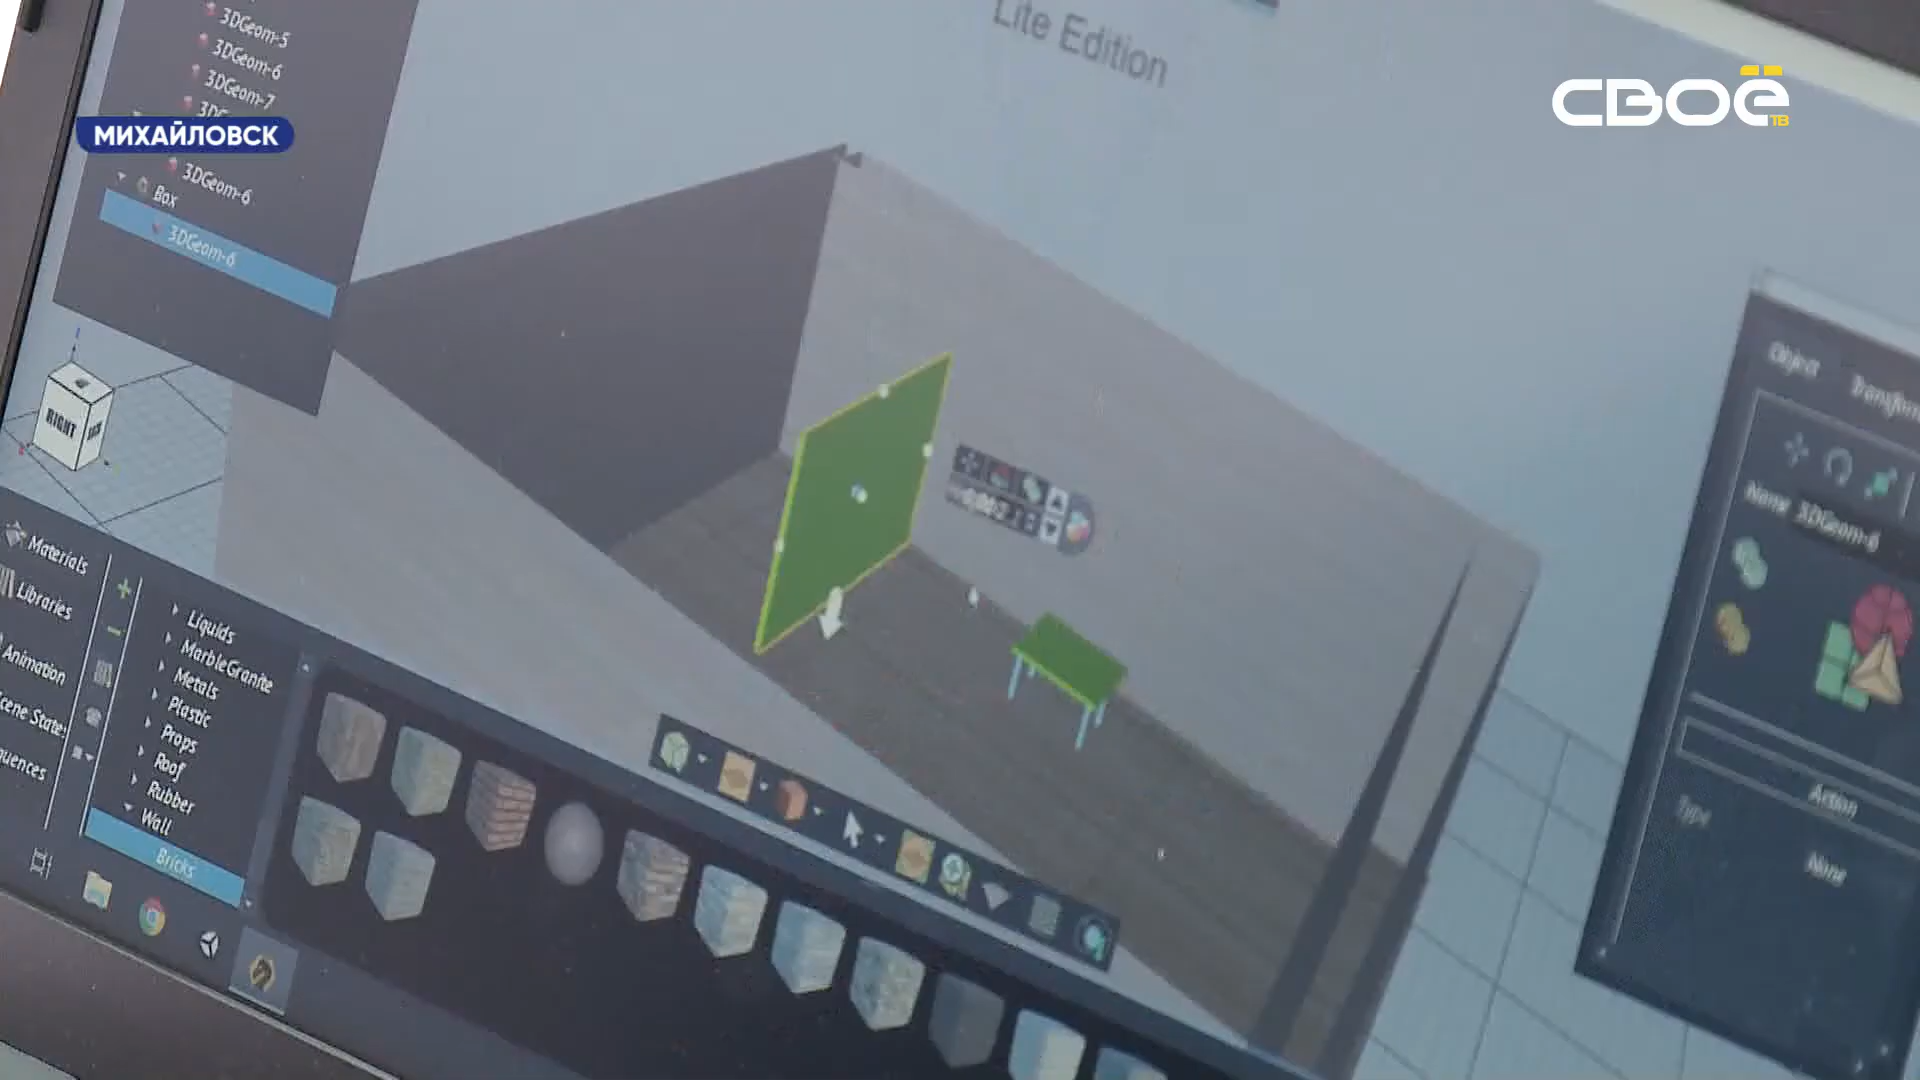 Lite Edition
3DGeom-5
3DGeom-6
3DGeom-7
СВОЁ
ТВ
МИХАЙЛОВСК
3DGeom-6
Box
3DGeom-6
RIGHT
Object
Name 3DGeom-6
Materials
Libraries
Animation
Liquids
MarbleGranite
Metals
Plastic
Props
Roof
Rubber
Wall
Bricks
Action
Type
None